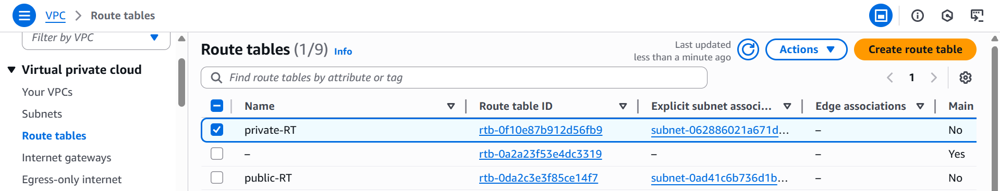 VPC > Route tables
Filter by VPC
Virtual private cloud
Your VPCs
Subnets
Route tables
Internet gateways
Egress-only internet
Route tables (1/9) Info
Last updated
less than a minute ago
Actions
Create route table
Find route tables by attribute or tag
1
Name Route table ID Explicit subnet associ... Edge associations Main
private-RT rtb-0f10e87b912d56fb9 subnet-062886021a671d... – No
– rtb-0a2a23f53e4dc3319 – – Yes
public-RT rtb-0da2c3e3f85ce14f7 subnet-0ad41c6b736d1b... – No